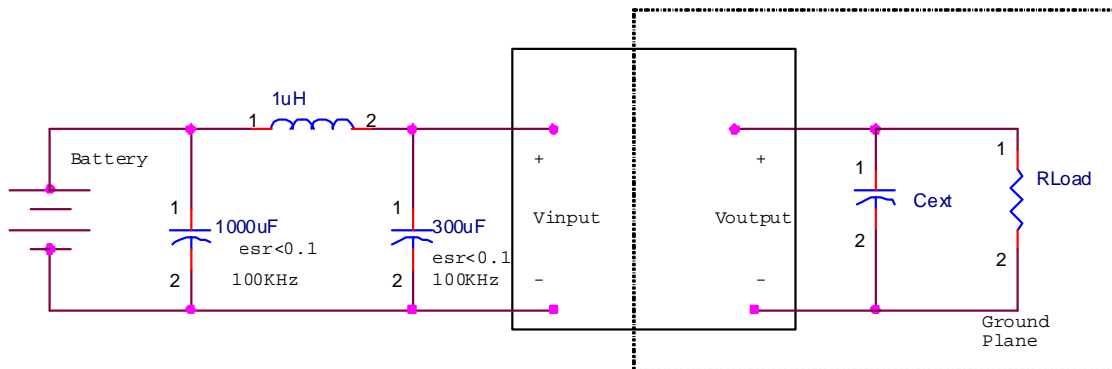 1uH
1 2
Battery
+ +
1 1 1 1
RLoad
1000uF 300uF Vinput Voutput Cext
esr<0.1 esr<0.1
2 2 100KHz 100KHz 2 2
- -
Ground
Plane